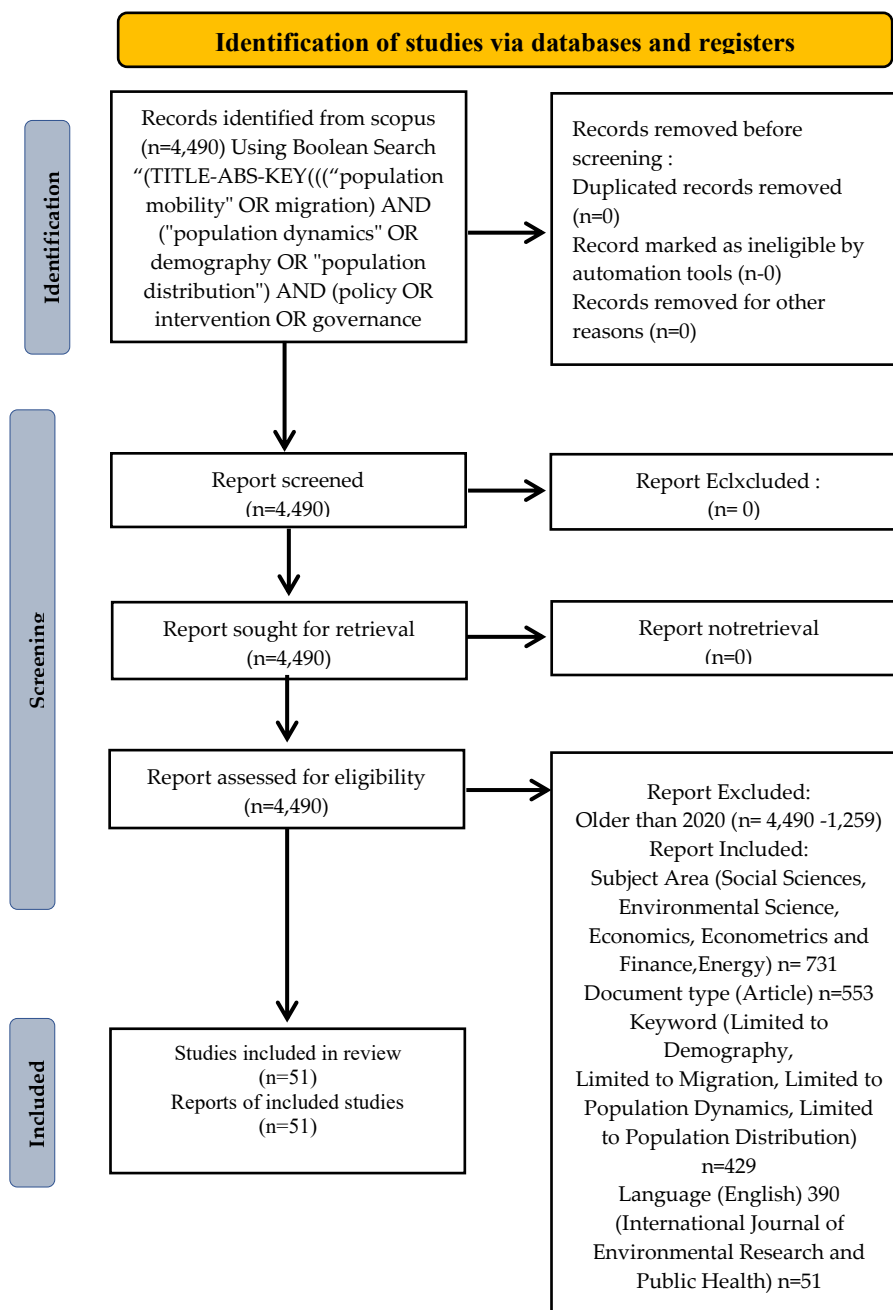 Identification of studies via databases and registers
Identification
Records identified from scopus
(n=4,490) Using Boolean Search
“(TITLE-ABS-KEY(((“population
mobility" OR migration) AND
("population dynamics" OR
demography OR "population
distribution") AND (policy OR
intervention OR governance
Records removed before
screening :
Duplicated records removed
(n=0)
Record marked as ineligible by
automation tools (n-0)
Records removed for other
reasons (n=0)
Screening
Report screened
(n=4,490)
Report Eclxcluded :
(n= 0)
Report sought for retrieval
(n=4,490)
Report notretrieval
(n=0)
Report assessed for eligibility
(n=4,490)
Report Excluded:
Older than 2020 (n= 4,490 -1,259)
Report Included:
Subject Area (Social Sciences,
Environmental Science,
Economics, Econometrics and
Finance,Energy) n= 731
Document type (Article) n=553
Keyword (Limited to
Demography,
Limited to Migration, Limited to
Population Dynamics, Limited
to Population Distribution)
n=429
Language (English) 390
(International Journal of
Environmental Research and
Public Health) n=51
Included
Studies included in review
(n=51)
Reports of included studies
(n=51)